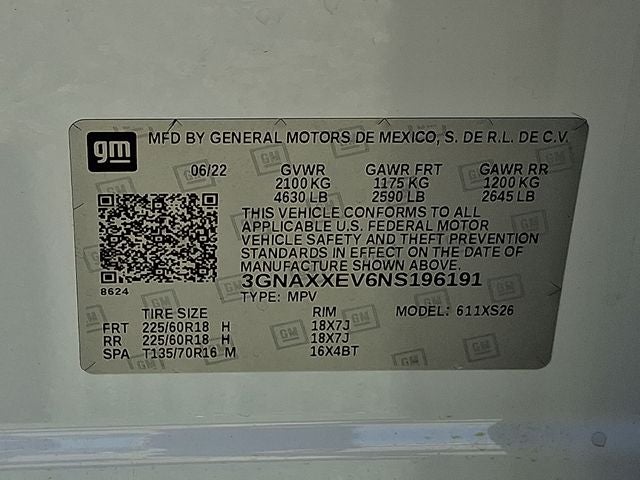 gm MFD BY GENERAL MOTORS DE MEXICO, S. DE R.L. DE C.V.
06/22 GVWR GAWR FRT GAWR RR
2100 KG 1175 KG 1200 KG
4630 LB 2590 LB 2645 LB
THIS VEHICLE CONFORMS TO ALL
APPLICABLE U.S. FEDERAL MOTOR
VEHICLE SAFETY AND THEFT PREVENTION
STANDARDS IN EFFECT ON THE DATE OF
MANUFACTURE SHOWN ABOVE.
8624 3GNAXXEV6NS196191
TYPE: MPV MODEL: 611XS26
TIRE SIZE RIM
FRT 225/60R18 H 18X7J
RR 225/60R18 H 18X7J
SPA T135/70R16 M 16X4BT